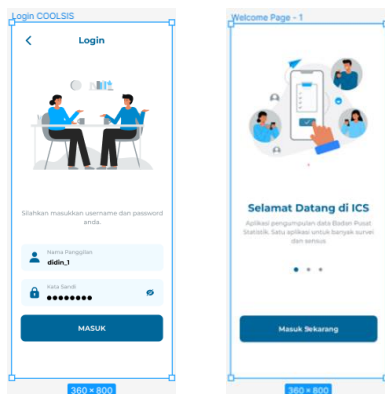 Login COOLSIS
Login
Silahkan masukkan username dan password
anda.
Nama Panggilan
didin_1
Kata Sandi
MASUK
360 × 800
Welcome Page - 1
Selamat Datang di ICS
Aplikasi pengumpulan data Badan Pusat
Statistik. Satu aplikasi untuk banyak survei
dan sensus
Masuk Sekarang
360 × 800